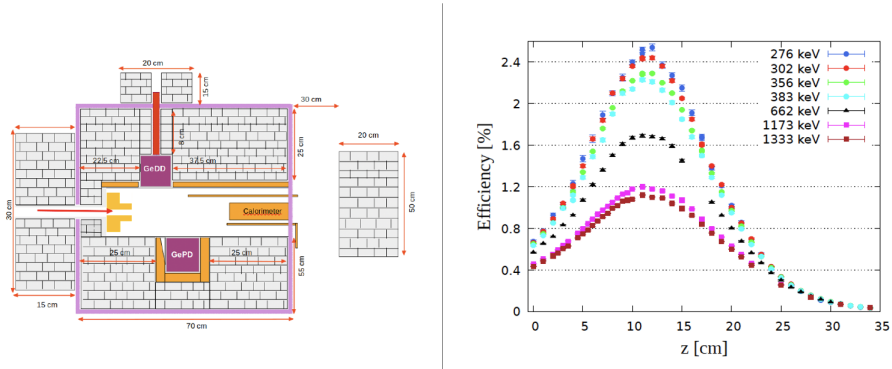 20 cm
15 cm
30 cm
8 cm
25 cm
20 cm
22.5 cm
37.5 cm
GeDD
30 cm
Calorimeter
50 cm
GePD
25 cm
25 cm
55 cm
15 cm
70 cm
276 keV
302 keV
356 keV
383 keV
662 keV
1173 keV
1333 keV
Efficiency [%]
2.4
2
1.6
1.2
0.8
0.4
0
0 5 10 15 20 25 30 35
z [cm]